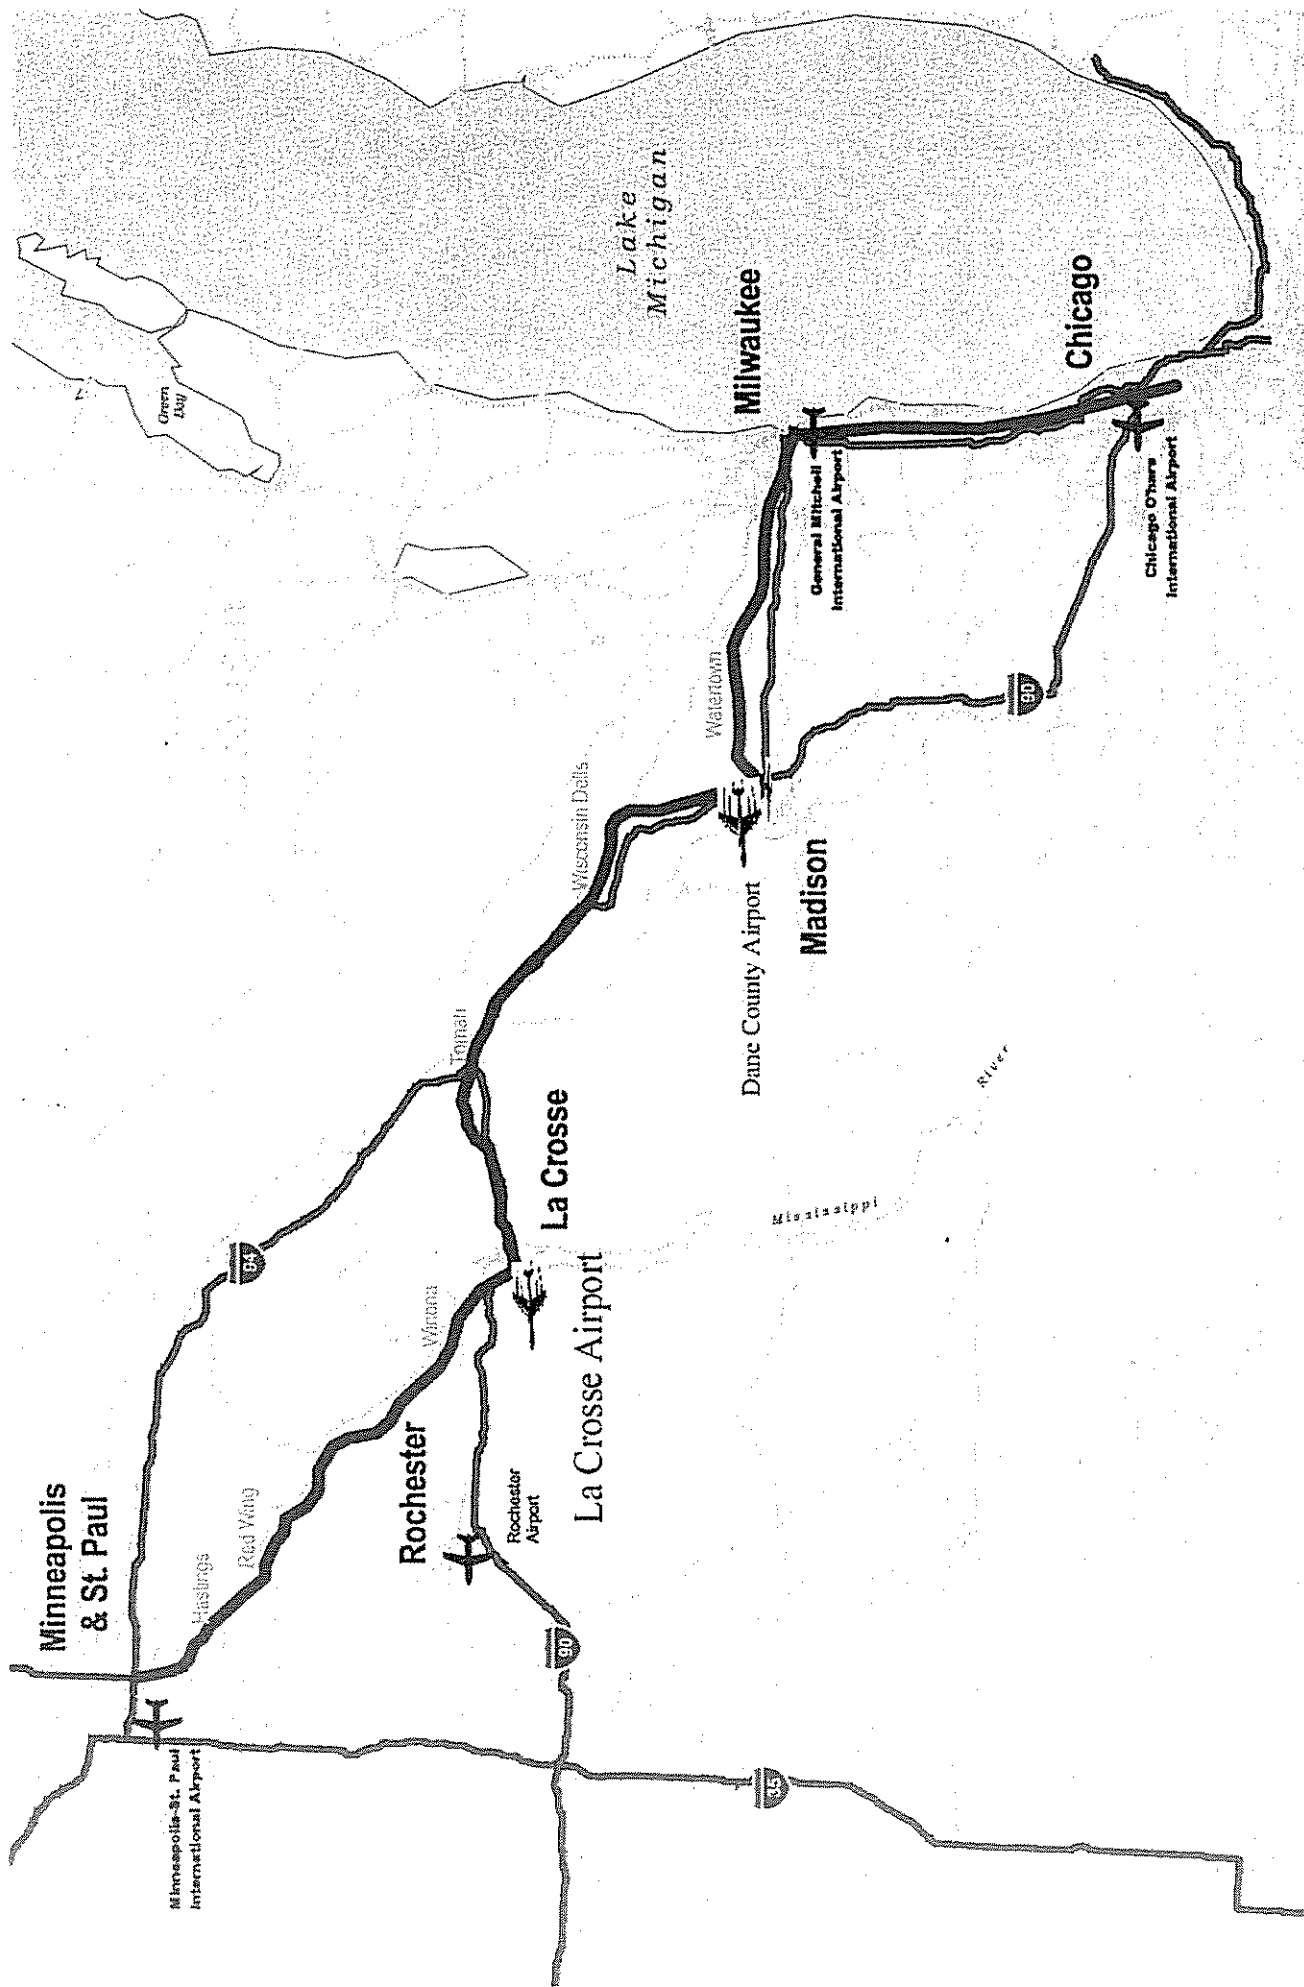 Minneapolis
& St. Paul
Minneapolis-St. Paul
International Airport
Hastings
Red Wing
94
Rochester
Rochester
Airport
90
35
Winona
La Crosse
La Crosse Airport
Tomah
Wisconsin Dells
Mississippi
River
Dane County Airport
Madison
Watertown
Green
Bay
Lake
Michigan
Milwaukee
General Mitchell
International Airport
90
Chicago
Chicago O'hare
International Airport